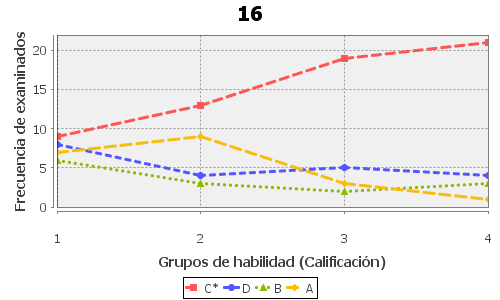 16
Frecuencia de examinados
20
15
10
5
0
1 2 3 4
Grupos de habilidad (Calificación)
C* D B A